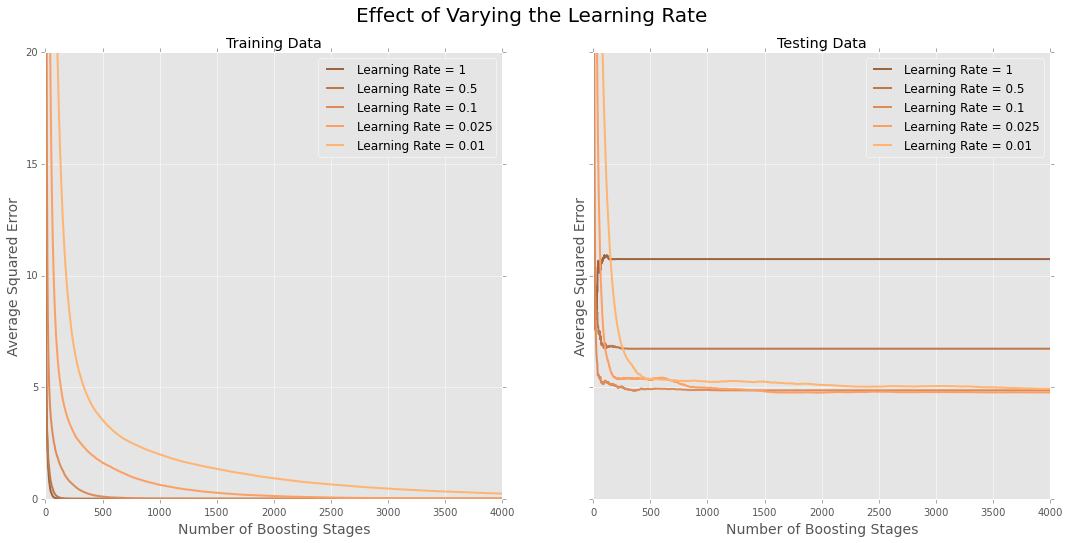 Effect of Varying the Learning Rate
Training Data
Learning Rate = 1
Learning Rate = 0.5
Learning Rate = 0.1
Learning Rate = 0.025
Learning Rate = 0.01
20
15
10
5
0
Average Squared Error
0 500 1000 1500 2000 2500 3000 3500 4000
Number of Boosting Stages
Testing Data
Learning Rate = 1
Learning Rate = 0.5
Learning Rate = 0.1
Learning Rate = 0.025
Learning Rate = 0.01
Average Squared Error
0 500 1000 1500 2000 2500 3000 3500 4000
Number of Boosting Stages